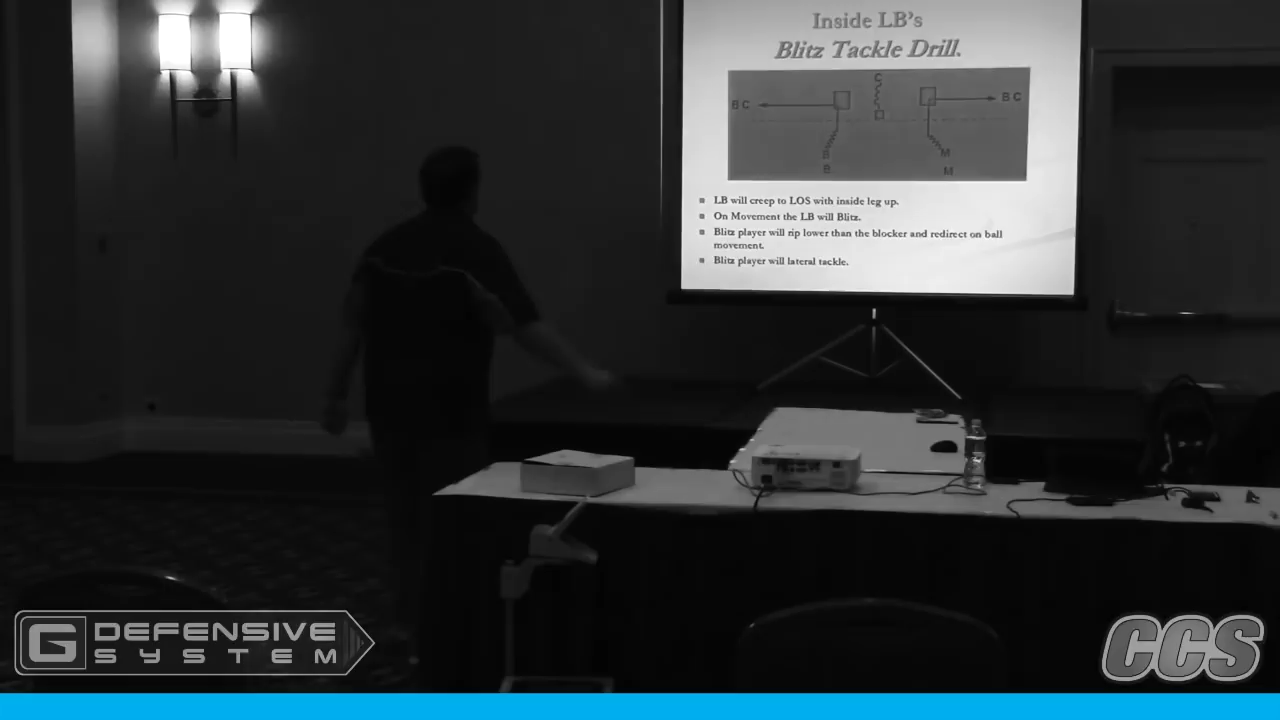 Inside LB's
Blitz Tackle Drill.
C
B C
B C
B
M
B
M
LB will creep to LOS with inside leg up.
On Movement the LB will Blitz.
Blitz player will rip lower than the blocker and redirect on ball
movement.
Blitz player will lateral tackle.
G DEFENSIVE
SYSTEM
CCS